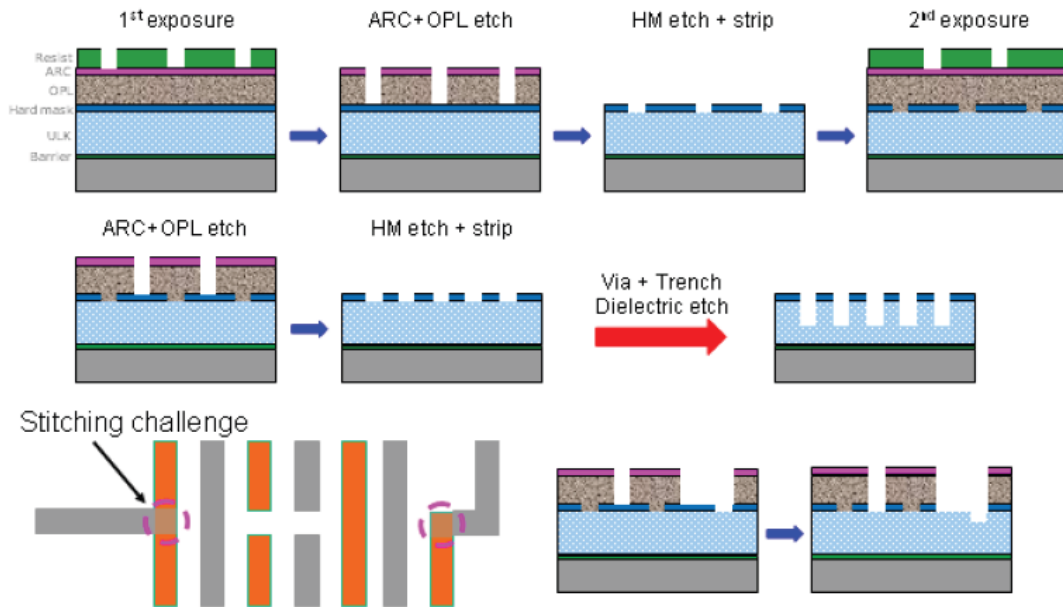 1st exposure
ARC+OPL etch
HM etch + strip
2nd exposure
Resist
ARC
OPL
Hard mask
ULK
Barrier
ARC+OPL etch
HM etch + strip
Via + Trench
Dielectric etch
Stitching challenge